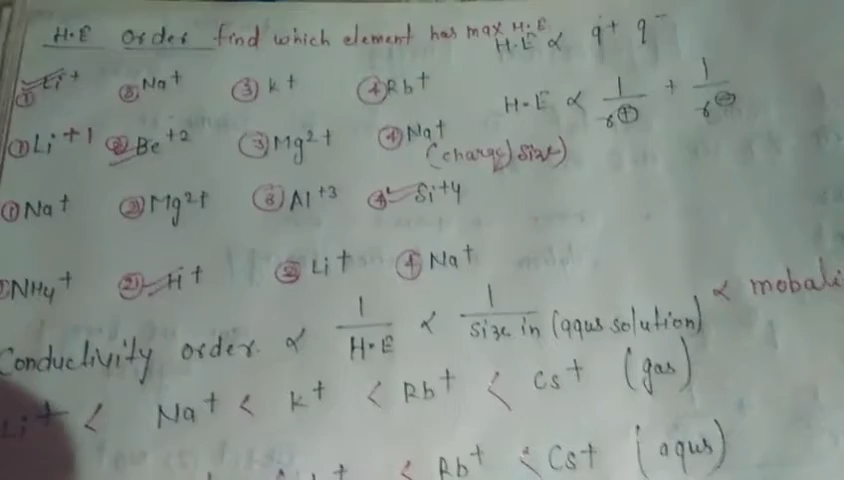 H.E order find which element has max H.E
H.E ∝ q+ q-
① Li+ ② Na+ ③ K+ ④ Rb+
H.E ∝ 1/r⊕ + 1/r⊖
① Li+1 ② Be+2 ③ Mg2+ ④ Na+
(charge) size)
① Na+ ② Mg2+ ③ Al+3 ④ Si+4
NH4+ ② H+ ③ Li+ ④ Na+
Conductivity order ∝ 1/H.E ∝ 1/size in (aqus solution) ∝ mobali
Li+ < Na+ < K+ < Rb+ < Cs+ (gas)
< Rb+ < Cs+ (aqus)